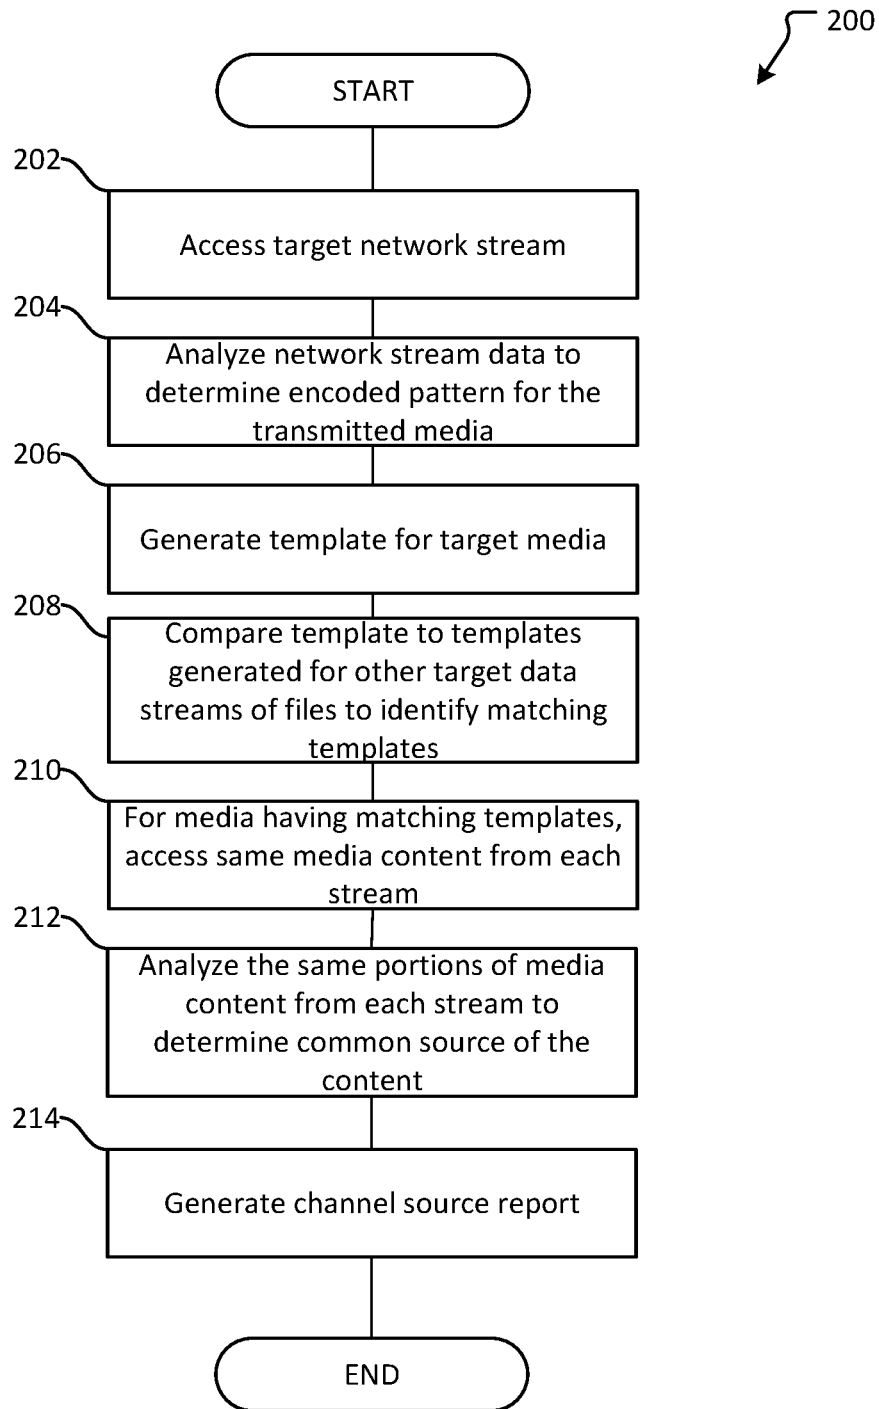 200
START
202
Access target network stream
204
Analyze network stream data to
determine encoded pattern for the
transmitted media
206
Generate template for target media
208
Compare template to templates
generated for other target data
streams of files to identify matching
templates
210
For media having matching templates,
access same media content from each
stream
212
Analyze the same portions of media
content from each stream to
determine common source of the
content
214
Generate channel source report
END